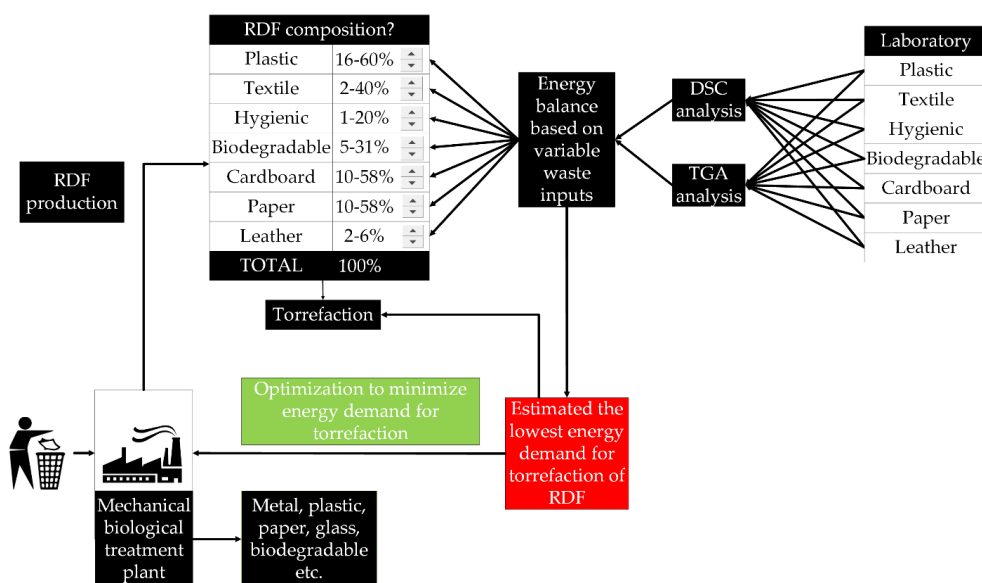 RDF composition?
Plastic 16-60%
Textile 2-40%
Hygienic 1-20%
Biodegradable 5-31%
Cardboard 10-58%
Paper 10-58%
Leather 2-6%
TOTAL 100%
RDF
production
Energy
balance
based on
variable
waste
inputs
DSC
analysis
TGA
analysis
Laboratory
Plastic
Textile
Hygienic
Biodegradable
Cardboard
Paper
Leather
Torrefaction
Optimization to minimize
energy demand for
torrefaction
Estimated the
lowest energy
demand for
torrefaction of
RDF
Mechanical
biological
treatment
plant
Metal, plastic,
paper, glass,
biodegradable
etc.